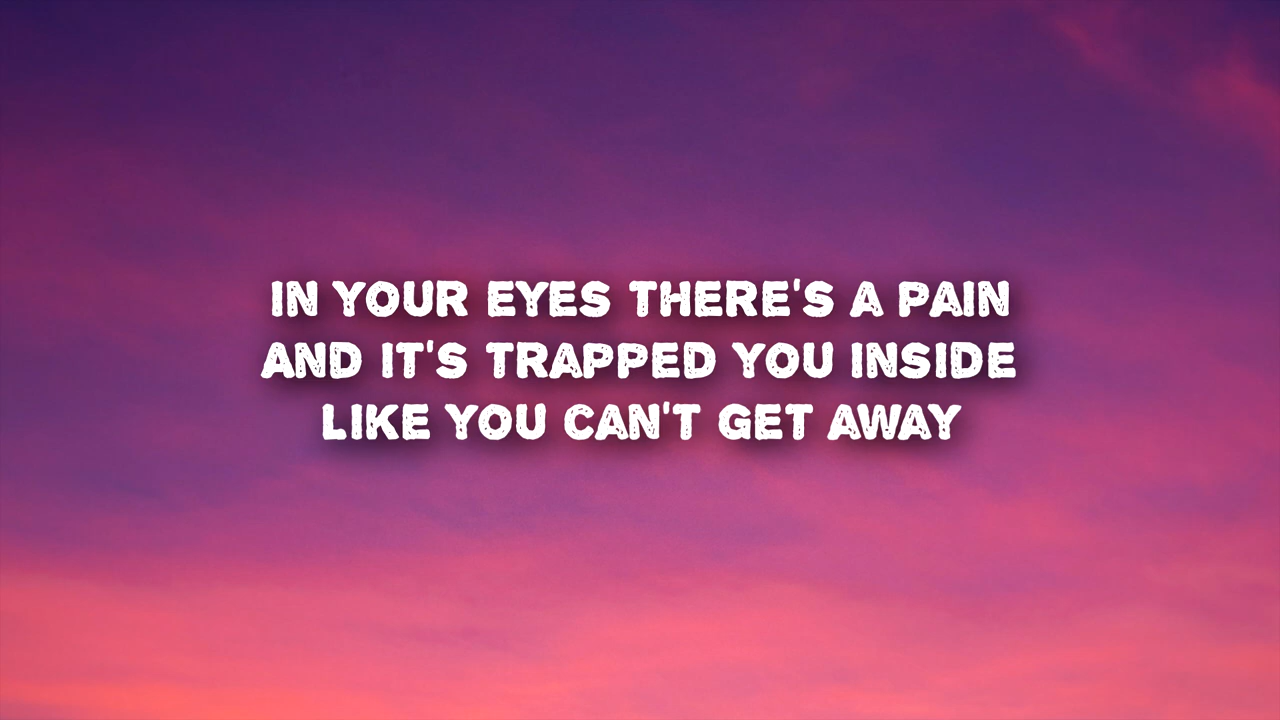 IN YOUR EYES THERE'S A PAIN
AND IT'S TRAPPED YOU INSIDE
LIKE YOU CAN'T GET AWAY